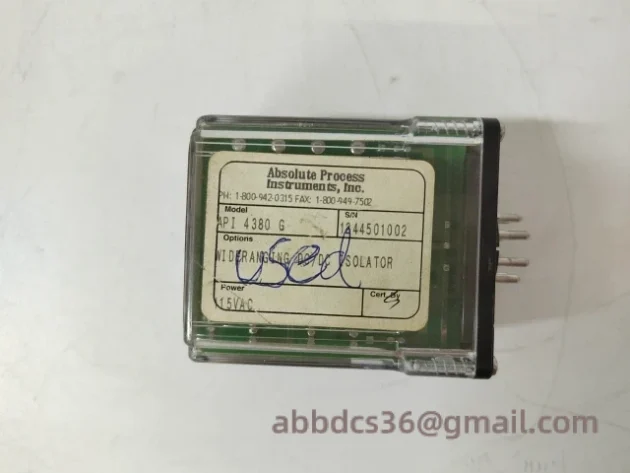 Absolute Process
Instruments, Inc.
PH: 1-800-942-0315 FAX: 1-800-949-7502
Model
API 4380 G
S/N
1344501002
Options
WIDERANGING DC/DC ISOLATOR
used
Power
115VAC
Cert. By
abbdcs36@gmail.com